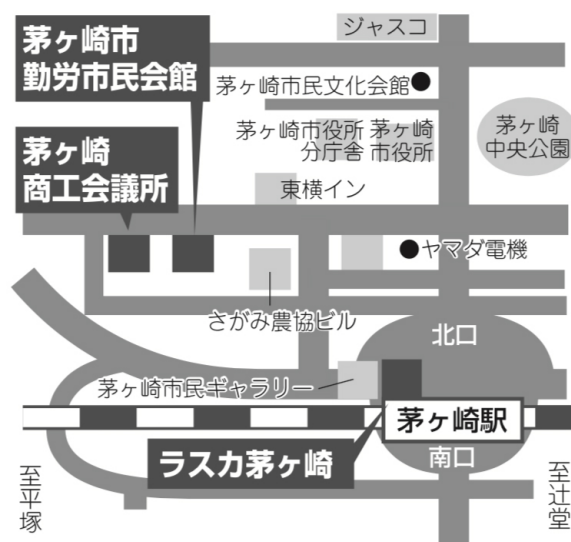 ジャスコ
茅ヶ崎市
勤労市民会館
茅ヶ崎市民文化会館
茅ヶ崎市役所
分庁舎
茅ヶ崎
市役所
茅ヶ崎
中央公園
茅ヶ崎
商工会議所
東横イン
ヤマダ電機
さがみ農協ビル
北口
茅ヶ崎市民ギャラリー
茅ヶ崎駅
ラスカ茅ヶ崎
南口
至平塚
至辻堂